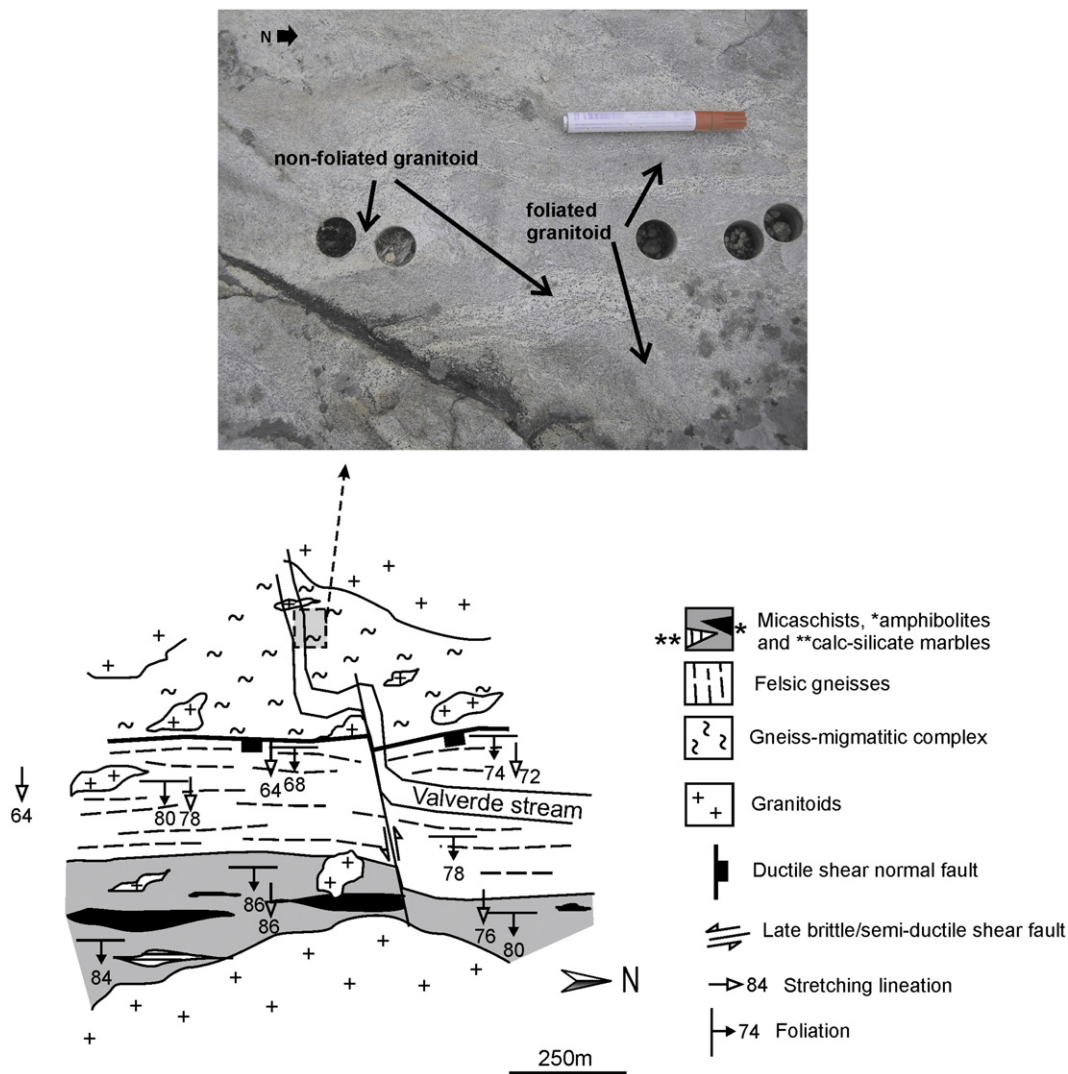 N
non-foliated granitoid
foliated
granitoid
** *
Micaschists, *amphibolites
and **calc-silicate marbles
Felsic gneisses
Gneiss-migmatitic complex
Granitoids
Ductile shear normal fault
Late brittle/semi-ductile shear fault
84 Stretching lineation
74 Foliation
64
64 68
74 72
80 78
Valverde stream
78
86
86
76
80
84
N
250m